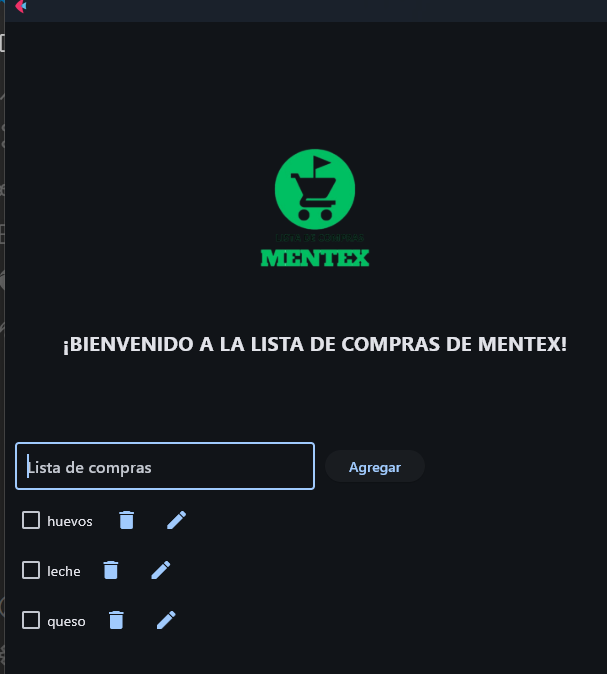 MENTEX
¡BIENVENIDO A LA LISTA DE COMPRAS DE MENTEX!
Lista de compras
Agregar
huevos
leche
queso